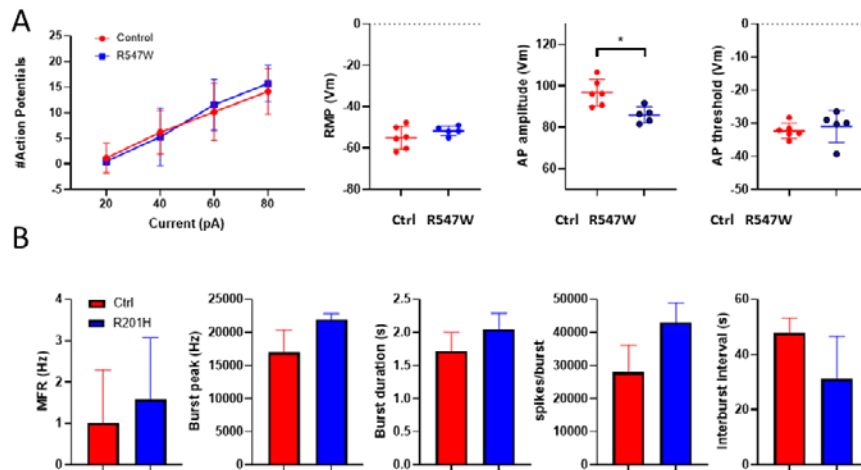 A
Control
R547W
#Action Potentials
25
20
15
10
5
0
-5
20 40 60 80
Current (pA)
RMP (Vm)
0
-20
-40
-60
-80
Ctrl R547W
AP amplitude (Vm)
120
100
80
60
*
Ctrl R547W
AP threshold (Vm)
0
-10
-20
-30
-40
-50
Ctrl R547W
B
Ctrl
R201H
MFR (Hz)
4
3
2
1
0
Burst peak (Hz)
25000
20000
15000
10000
5000
0
Burst duration (s)
2.5
2.0
1.5
1.0
0.5
0.0
spikes/burst
50000
40000
30000
20000
10000
0
Interburst Interval (s)
60
40
20
0